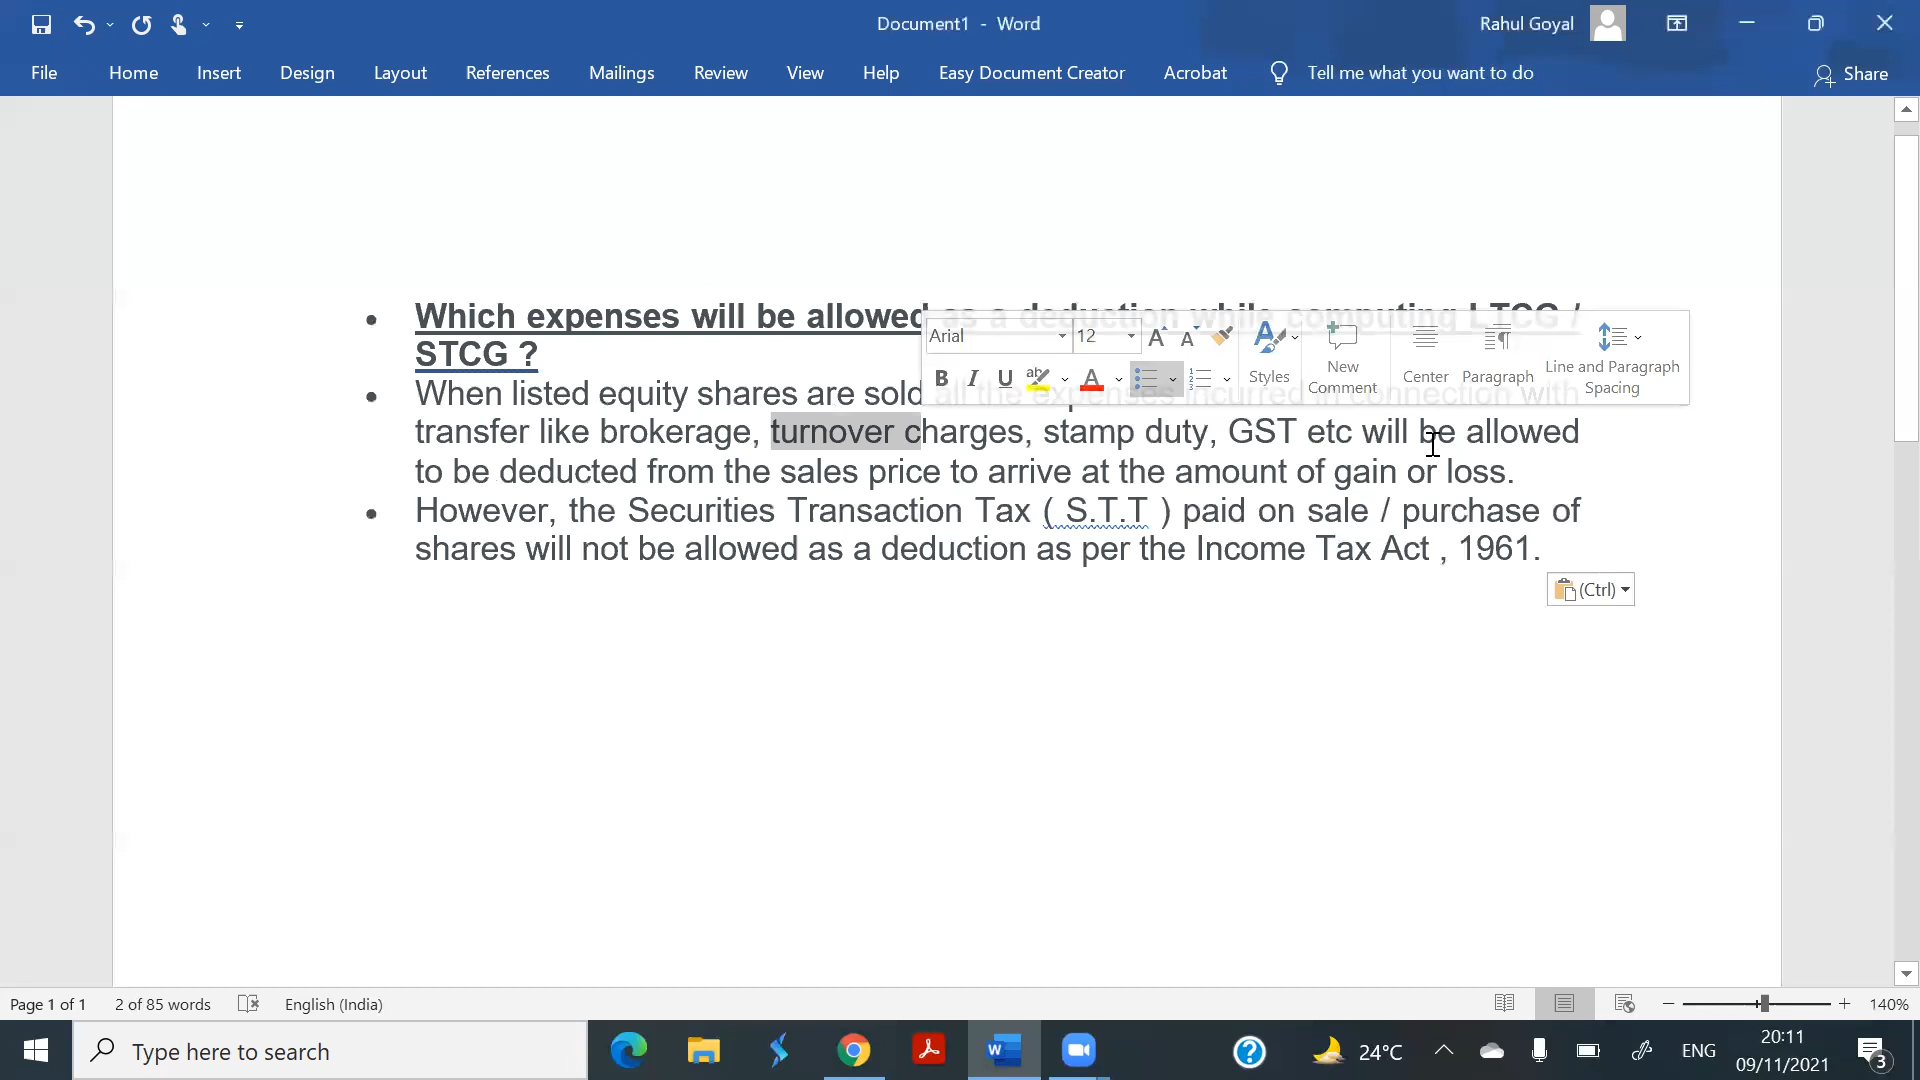 Document1 - Word
Rahul Goyal
File Home Insert Design Layout References Mailings Review View Help Easy Document Creator Acrobat Tell me what you want to do Share
Which expenses will be allowed as a deduction while computing LTCG /
STCG ?
When listed equity shares are sold all the expenses incurred in connection with
transfer like brokerage, turnover charges, stamp duty, GST etc will be allowed
to be deducted from the sales price to arrive at the amount of gain or loss.
However, the Securities Transaction Tax ( S.T.T ) paid on sale / purchase of
shares will not be allowed as a deduction as per the Income Tax Act , 1961.
Arial 12
B I U
Styles
New
Comment
Center
Paragraph
Line and Paragraph
Spacing
(Ctrl)
Page 1 of 1 2 of 85 words English (India) 140%
Type here to search
24°C
ENG
20:11
09/11/2021
3